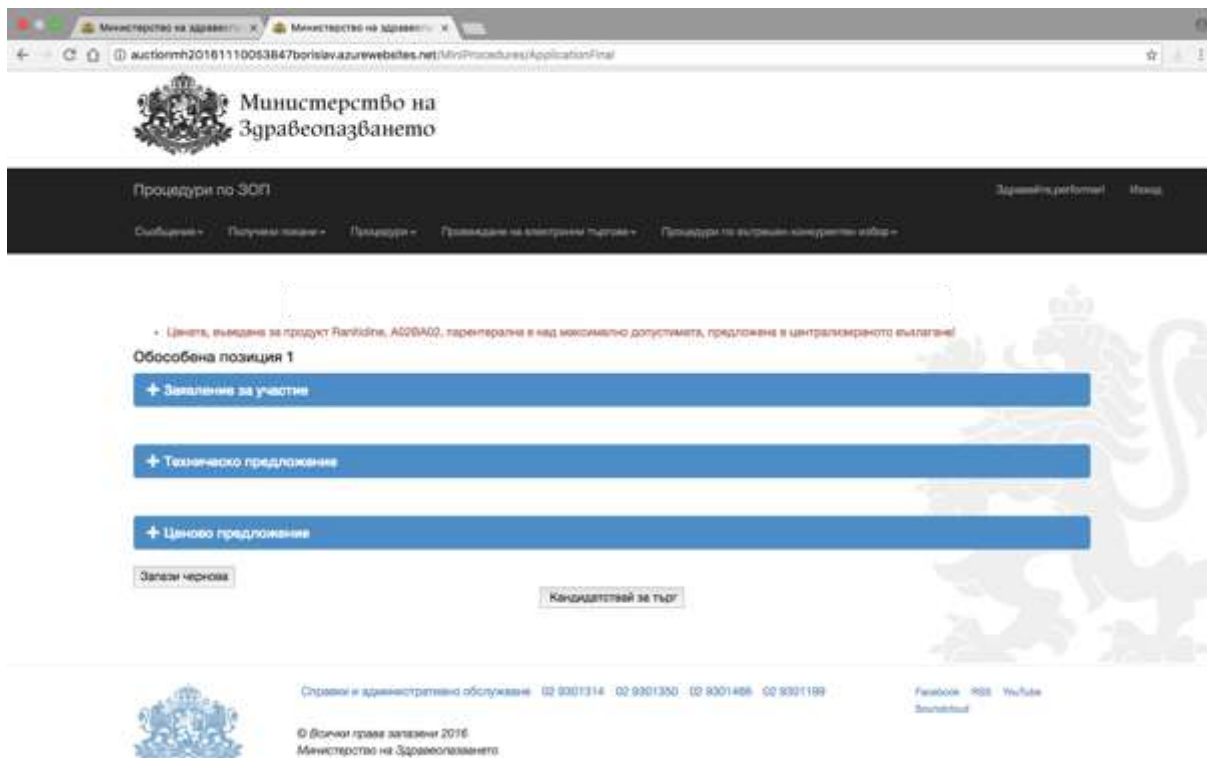 Министерство на здравеоп x Министерство на здравеоп x
auctionmh20161110053847borislav.azurewebsites.net/MiniProcedures/ApplicationFinal
Министерство на
Здравеопазването
Процедури по ЗОП
Здравейте, performer! Изход
Съобщения Получени покани Процедури Провеждане на електронни търгове Процедури по вътрешен конкурентен избор
• Цената, въведена за продукт Ranitidine, A02BA02, парентерална е над максимално допустимата, предложена в централизираното възлагане!
Обособена позиция 1
+ Заявление за участие
+ Техническо предложение
+ Ценово предложение
Запази чернова
Кандидатствай за търг
Справки и административно обслужване 02 9301314 02 9301350 02 9301466 02 9301199
Facebook RSS YouTube
Soundcloud
© Всички права запазени 2016
Министерство на Здравеопазването